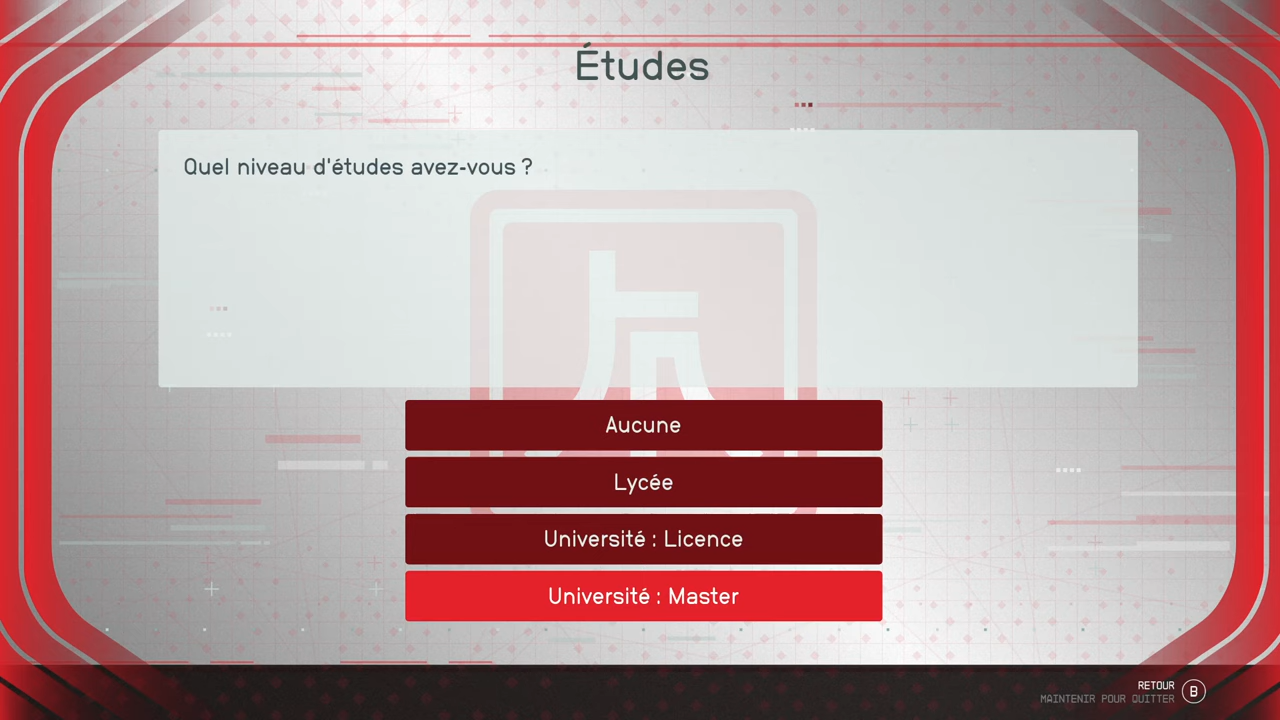 Études
Quel niveau d'études avez-vous ?
Aucune
Lycée
Université : Licence
Université : Master
RETOUR
MAINTENIR POUR QUITTER
B